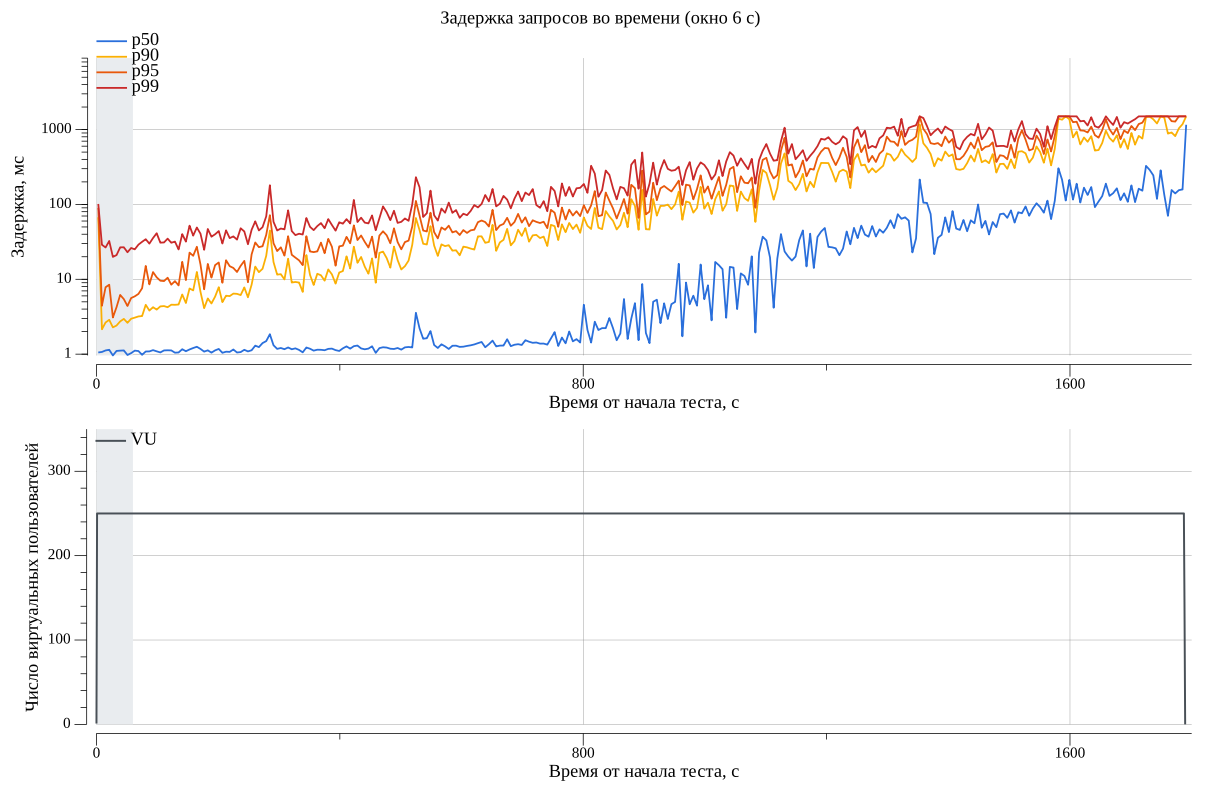 Задержка запросов во времени (окно 6 с)
p50
p90
p95
p99
Задержка, мс
1000
100
10
1
0
800
1600
Время от начала теста, с
VU
Число виртуальных пользователей
300
200
100
0
0
800
1600
Время от начала теста, с